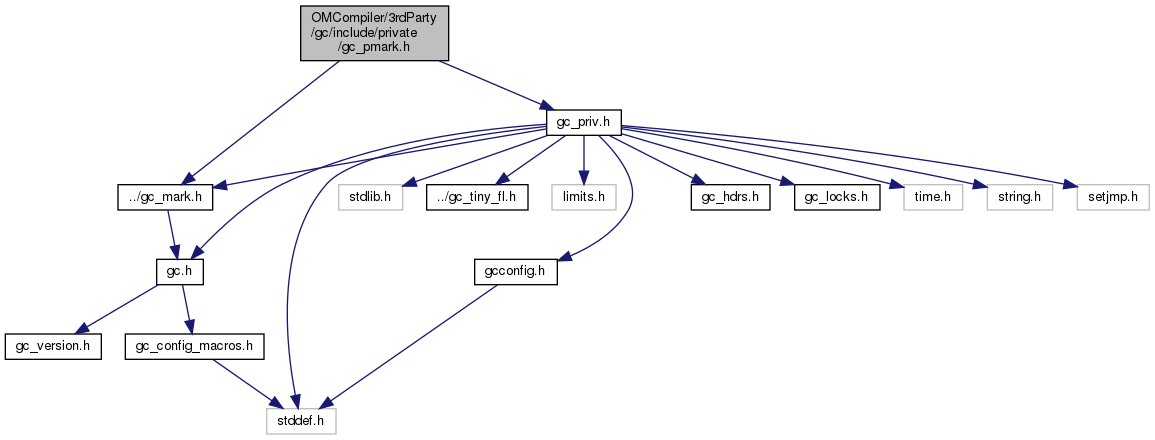 OMCompiler/3rdParty
/gc/include/private
/gc_pmark.h
gc_priv.h
../gc_mark.h
stdlib.h
../gc_tiny_fl.h
limits.h
gc_hdrs.h
gc_locks.h
time.h
string.h
setjmp.h
gc.h
gcconfig.h
gc_version.h
gc_config_macros.h
stddef.h